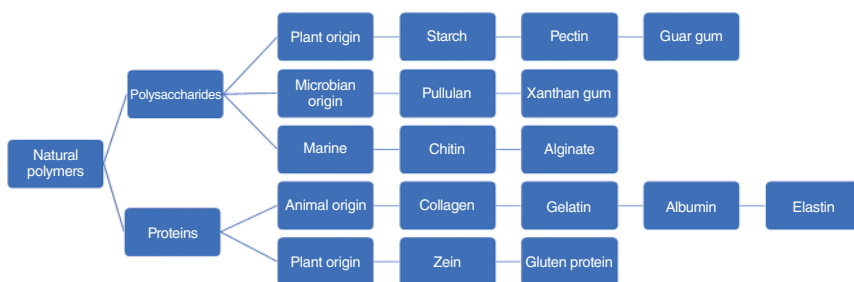 Plant origin
Starch
Pectin
Guar gum
Microbian
origin
Pullulan
Xanthan gum
Polysaccharides
Marine
Chitin
Alginate
Natural
polymers
Animal origin
Collagen
Gelatin
Albumin
Elastin
Proteins
Plant origin
Zein
Gluten protein